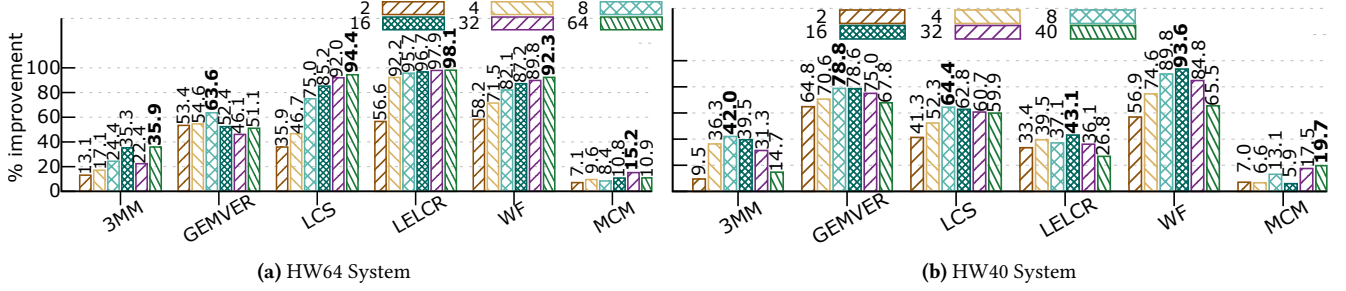 2 4 8
16 32 64
% improvement
100
80
60
40
20
0
13.1 17.1 24.4 35.3 22.4 35.9
53.4 54.6 63.6 52.4 46.1 51.1
35.9 46.7 75.0 85.2 92.0 94.4
56.6 92.2 95.7 96.7 97.9 98.1
58.2 71.5 82.1 87.2 89.8 92.3
7.1 9.6 8.4 10.8 15.2 10.9
3MM GEMVER LCS LELCR WF MCM
(a) HW64 System
2 4 8
16 32 40
9.5 36.3 42.0 39.5 31.3 14.7
64.8 70.6 78.8 78.6 75.0 67.8
41.3 52.3 64.4 62.8 60.7 59.9
33.4 39.5 37.1 43.1 36.1 26.8
56.9 74.6 89.8 93.6 84.8 65.5
7.0 6.6 13.1 5.9 17.5 19.7
3MM GEMVER LCS LELCR WF MCM
(b) HW40 System